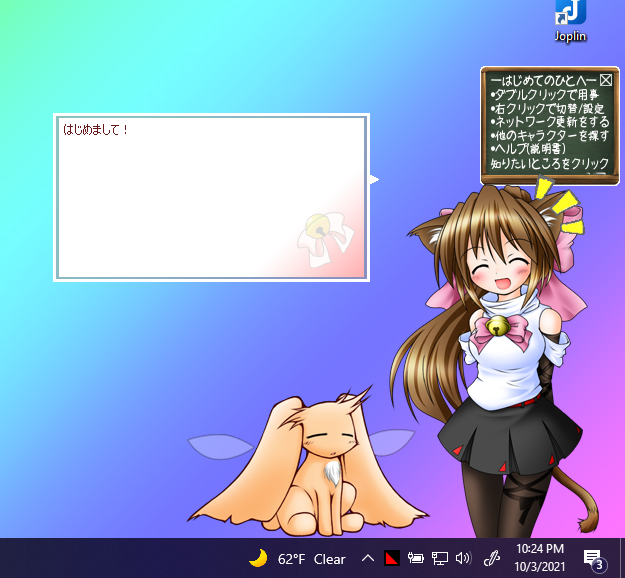 Joplin
ーはじめてのひとへー
•ダブルクリックで用事
•右クリックで切替/設定
•ネットワーク更新をする
•他のキャラクターを探す
•ヘルプ(説明書)
知りたいところをクリック
はじめまして！
62°F Clear
10:24 PM
10/3/2021
3